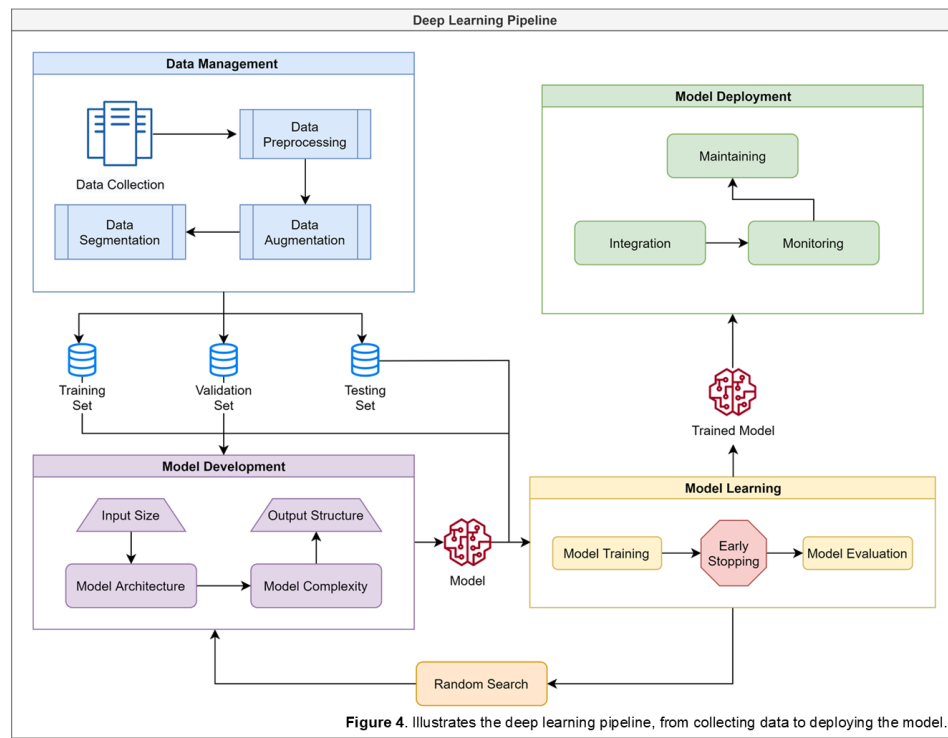 Deep Learning Pipeline
Data Management
Data Collection
Data
Preprocessing
Data
Augmentation
Data
Segmentation
Training
Set
Validation
Set
Testing
Set
Model Development
Input Size
Model Architecture
Model Complexity
Output Structure
Model
Model Learning
Model Training
Early
Stopping
Model Evaluation
Random Search
Trained Model
Model Deployment
Integration
Monitoring
Maintaining
Figure 4. Illustrates the deep learning pipeline, from collecting data to deploying the model.